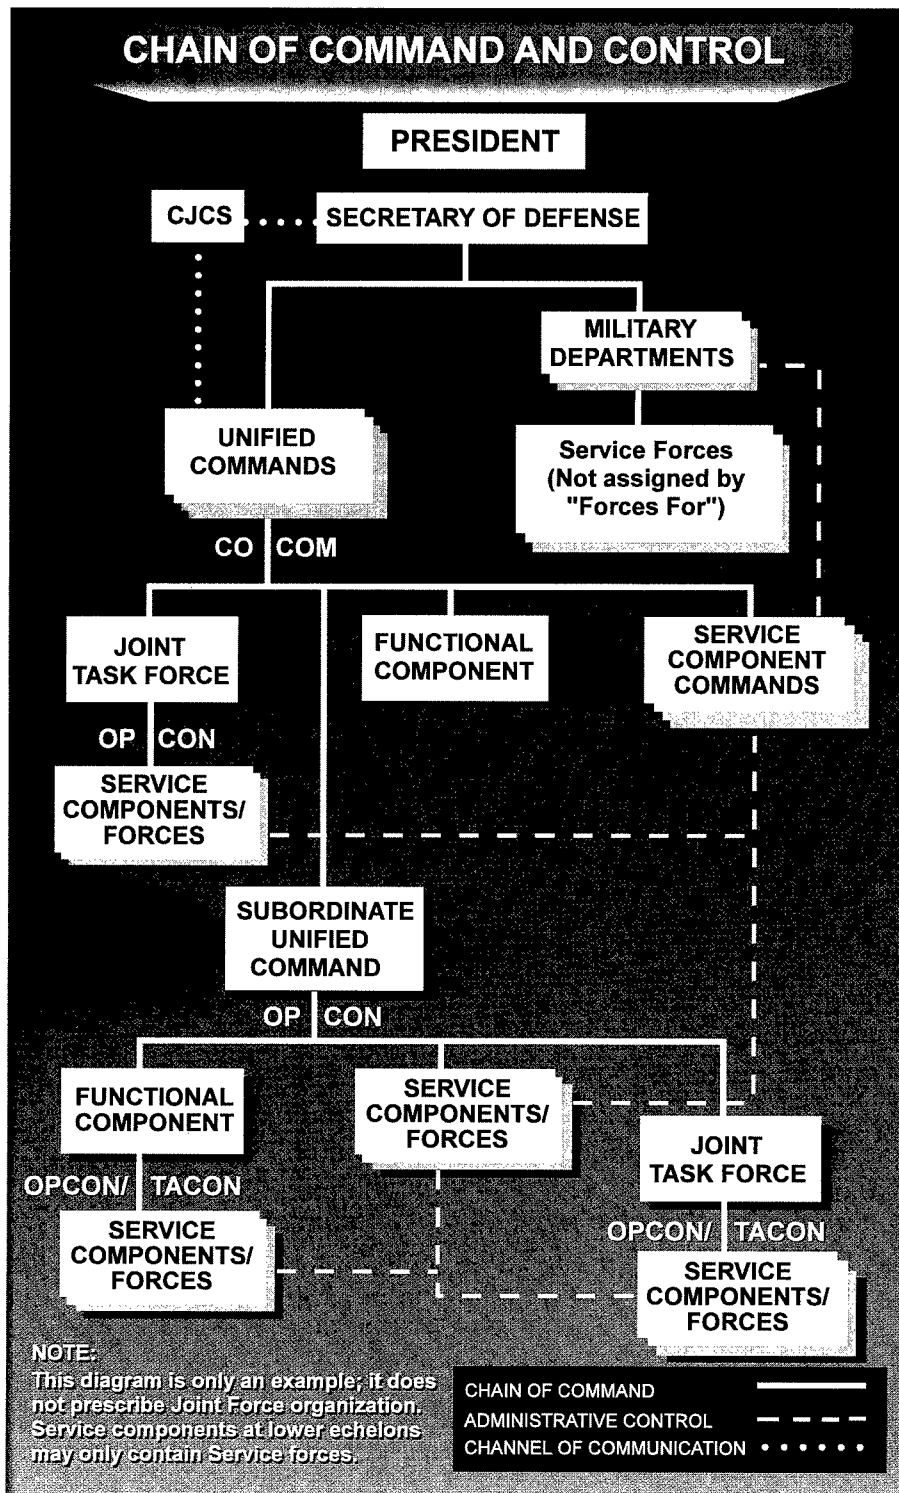 CHAIN OF COMMAND AND CONTROL
PRESIDENT
CJCS
SECRETARY OF DEFENSE
MILITARY
DEPARTMENTS
UNIFIED
COMMANDS
Service Forces
(Not assigned by
"Forces For")
CO COM
JOINT
TASK FORCE
FUNCTIONAL
COMPONENT
SERVICE
COMPONENT
COMMANDS
OP CON
SERVICE
COMPONENTS/
FORCES
SUBORDINATE
UNIFIED
COMMAND
OP CON
FUNCTIONAL
COMPONENT
SERVICE
COMPONENTS/
FORCES
JOINT
TASK FORCE
OPCON/ TACON
SERVICE
COMPONENTS/
FORCES
OPCON/ TACON
SERVICE
COMPONENTS/
FORCES
NOTE:
This diagram is only an example; it does
not prescribe Joint Force organization.
Service components at lower echelons
may only contain Service forces.
CHAIN OF COMMAND
ADMINISTRATIVE CONTROL
CHANNEL OF COMMUNICATION